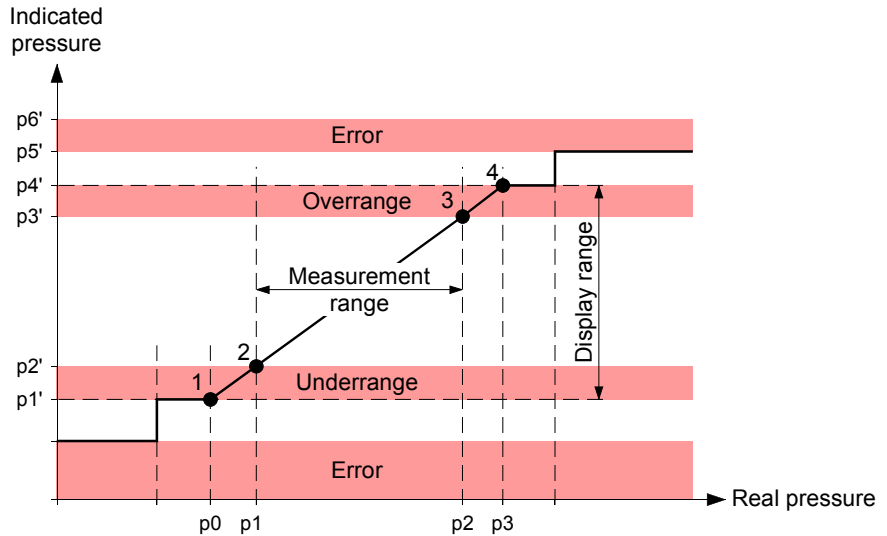 Indicated
pressure
p6'
Error
p5'
p4'
4
Overrange
3
p3'
Measurement
range
Display range
2
p2'
1
Underrange
p1'
Error
Real pressure
p0
p1
p2
p3